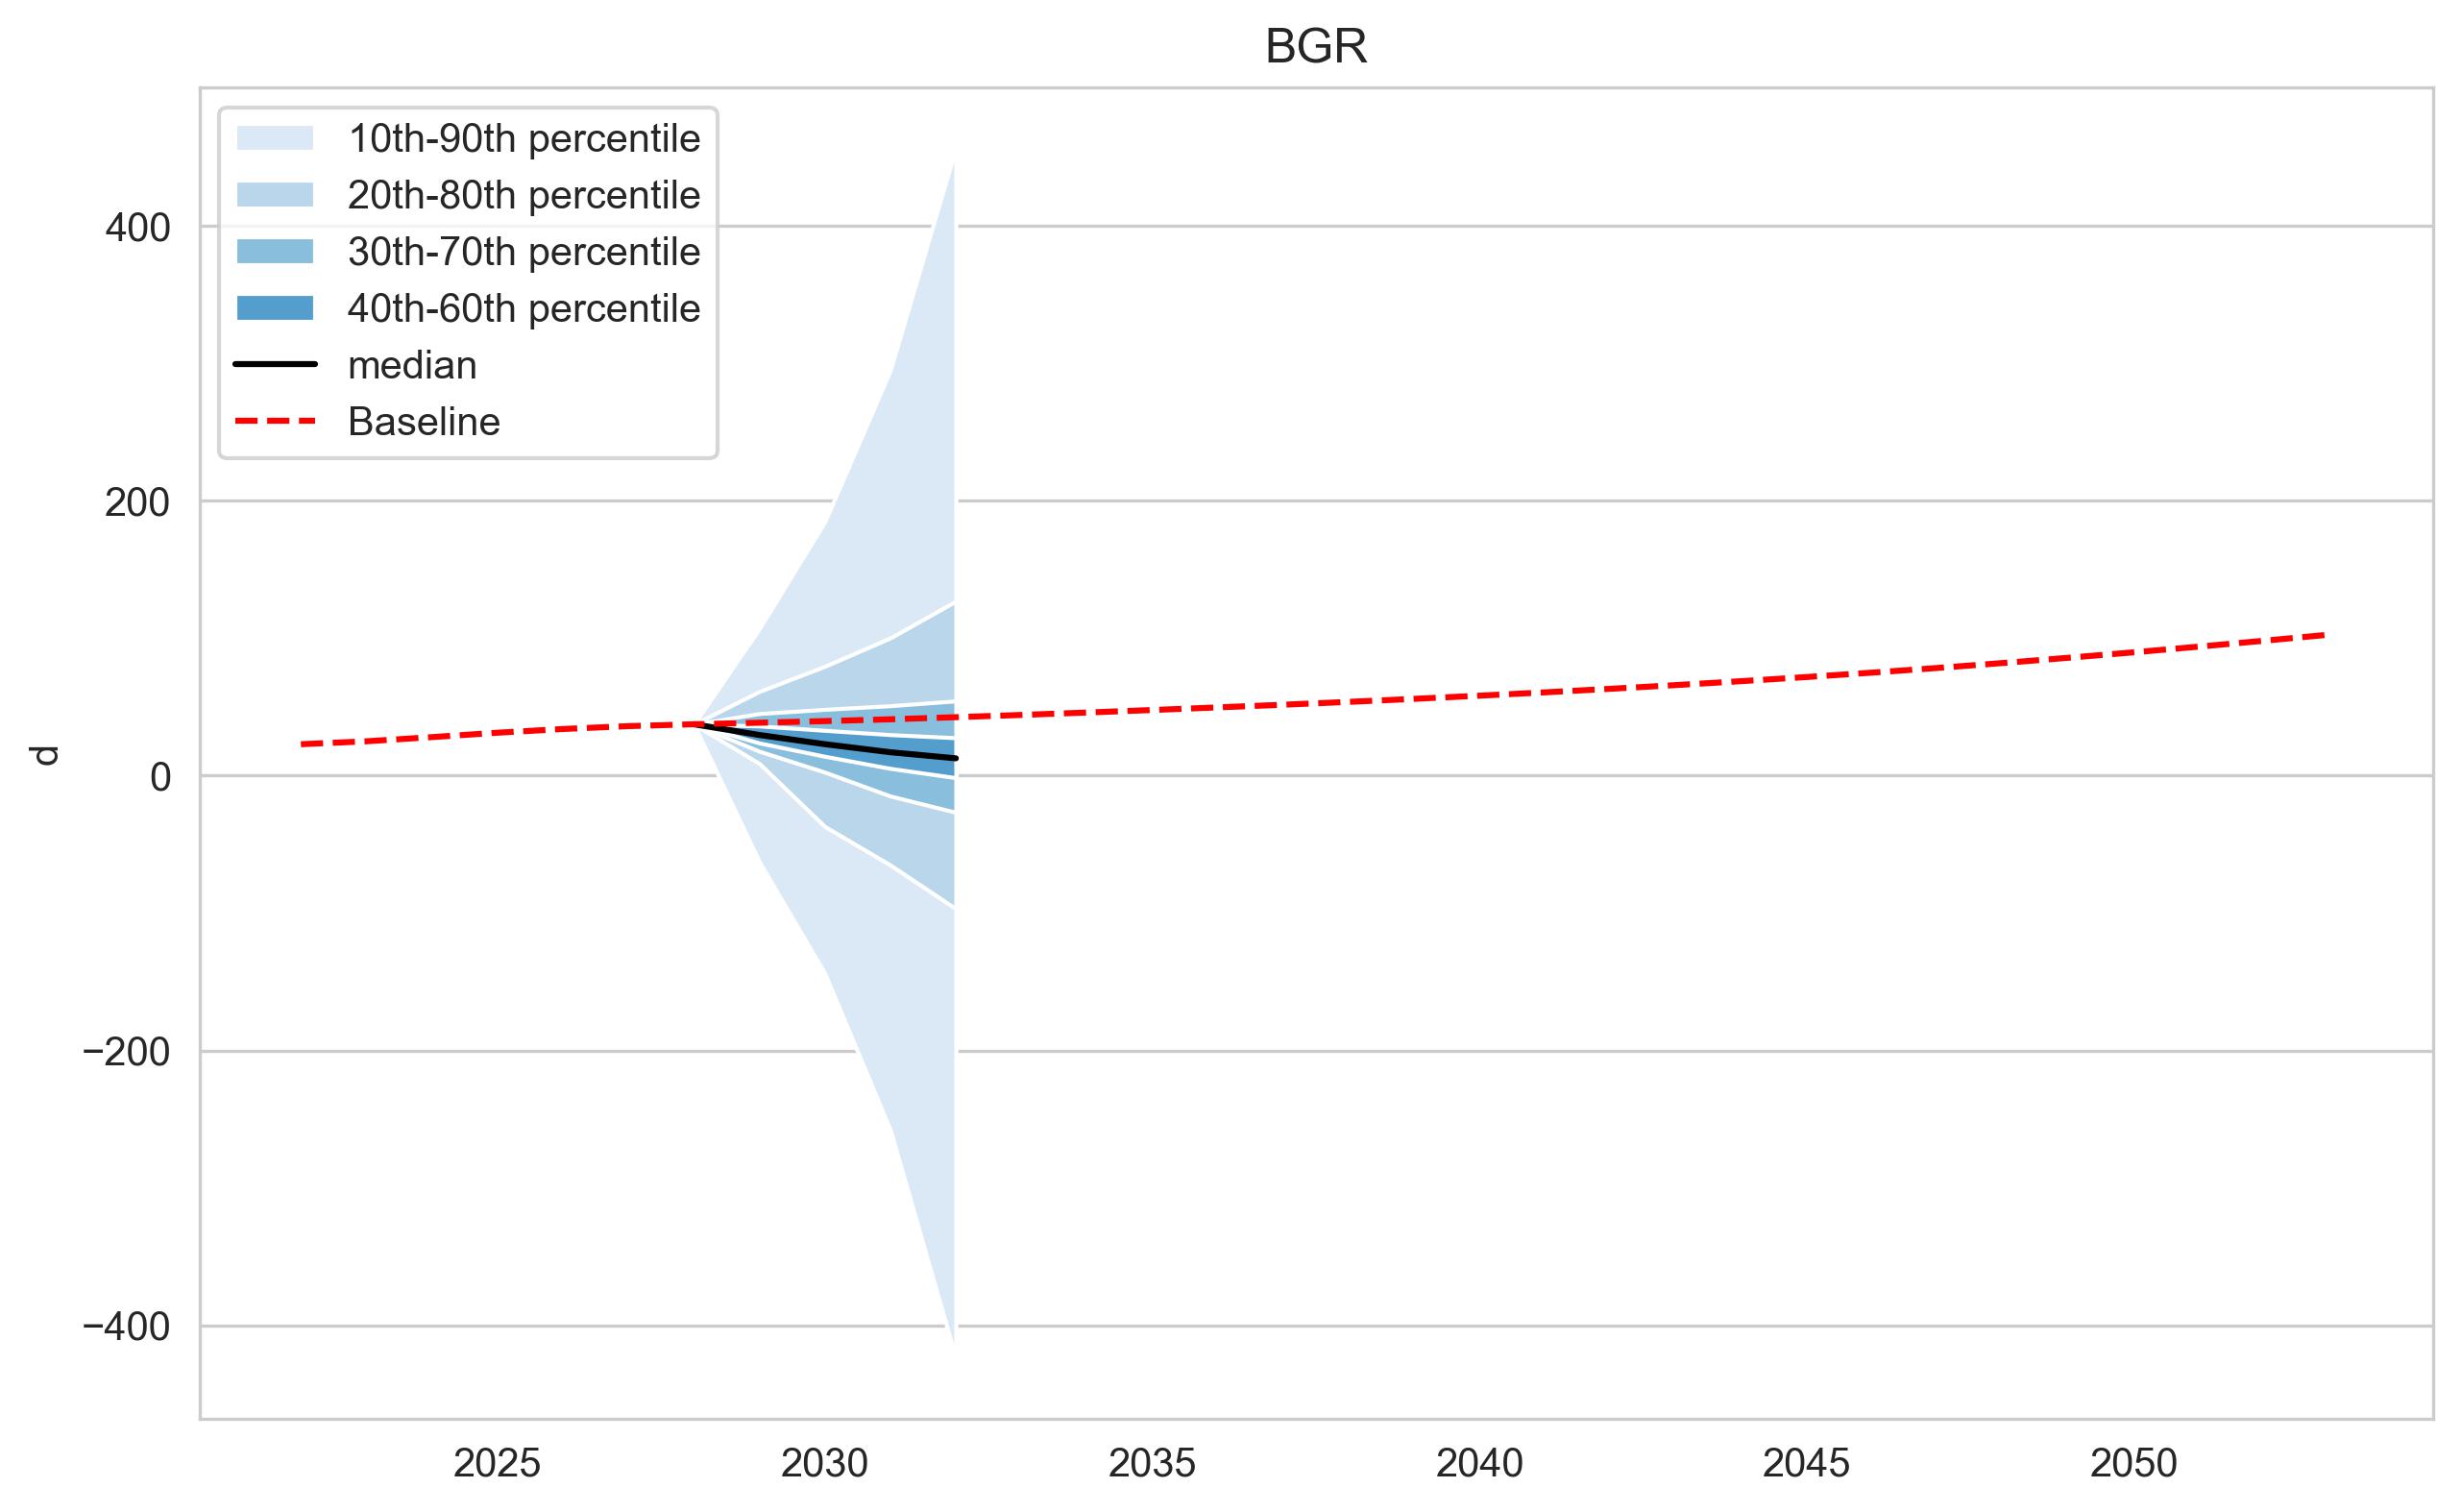 BGR
10th-90th percentile
20th-80th percentile
30th-70th percentile
40th-60th percentile
median
Baseline
d
400
200
0
−200
−400
2025
2030
2035
2040
2045
2050